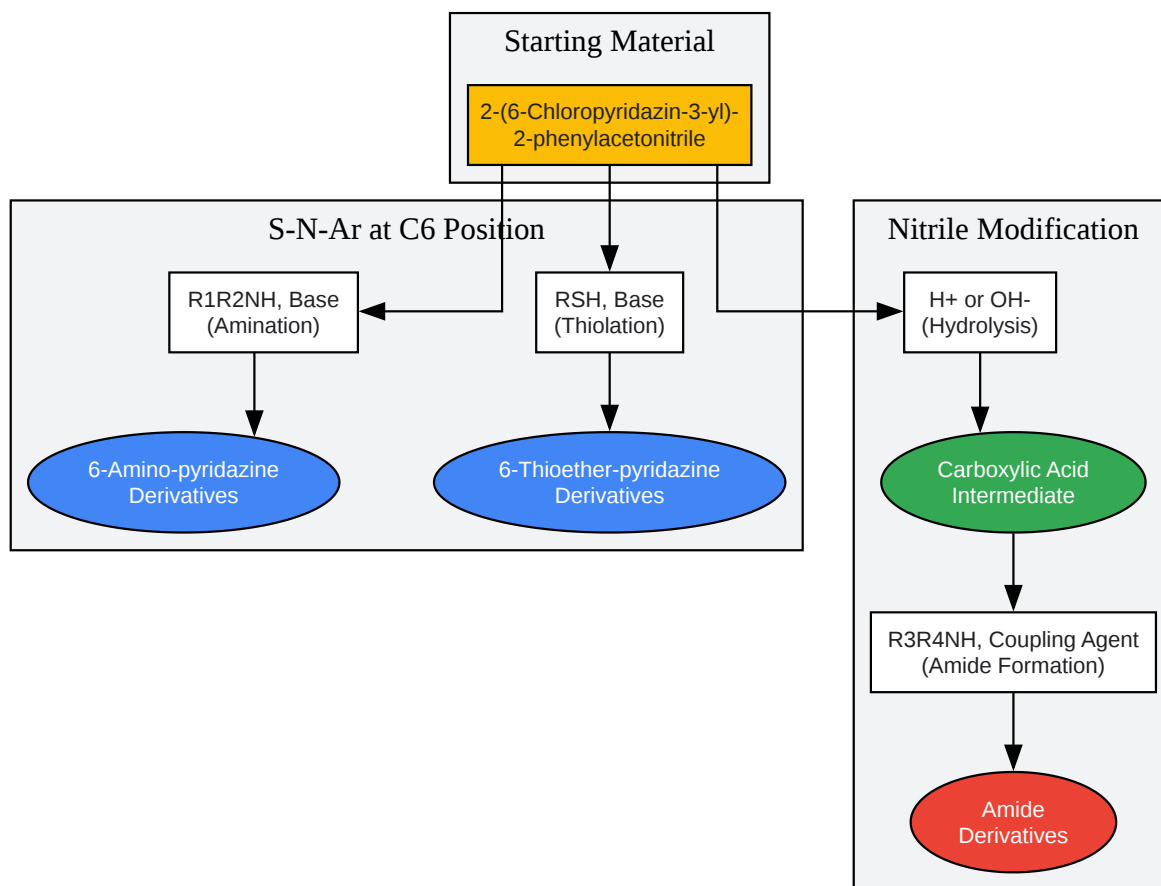 Starting Material
2-(6-Chloropyridazin-3-yl)-
2-phenylacetonitrile
S-N-Ar at C6 Position
R1R2NH, Base
(Amination)
RSH, Base
(Thiolation)
6-Amino-pyridazine
Derivatives
6-Thioether-pyridazine
Derivatives
Nitrile Modification
H+ or OH-
(Hydrolysis)
Carboxylic Acid
Intermediate
R3R4NH, Coupling Agent
(Amide Formation)
Amide
Derivatives